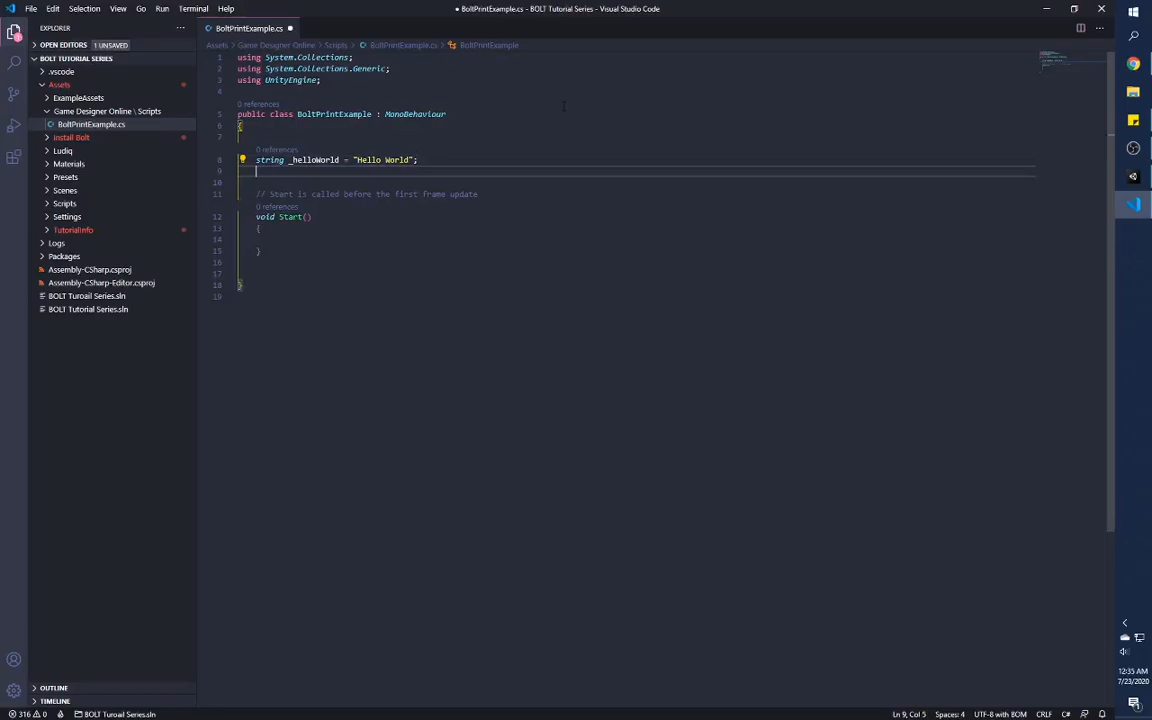 File Edit Selection View Go Run Terminal Help
● BoltPrintExample.cs - BOLT Tutorial Series - Visual Studio Code
EXPLORER ···
OPEN EDITORS 1 UNSAVED
BOLT TUTORIAL SERIES
.vscode
Assets
ExampleAssets
Game Designer Online \ Scripts
BoltPrintExample.cs
Install Bolt
Ludiq
Materials
Presets
Scenes
Scripts
Settings
TutorialInfo
Logs
Packages
Assembly-CSharp.csproj
Assembly-CSharp-Editor.csproj
BOLT Turoail Series.sln
BOLT Tutorial Series.sln
OUTLINE
TIMELINE
BoltPrintExample.cs ●
Assets > Game Designer Online > Scripts > BoltPrintExample.cs > BoltPrintExample
1 using System.Collections;
2 using System.Collections.Generic;
3 using UnityEngine;
4
0 references
5 public class BoltPrintExample : MonoBehaviour
6 {
7
0 references
8 string _helloWorld = "Hello World";
9
10
11 // Start is called before the first frame update
0 references
12 void Start()
13 {
14
15 }
16
17
18 }
19
316 0 BOLT Turoail Series.sln
Ln 9, Col 5 Spaces: 4 UTF-8 with BOM CRLF C#
12:35 AM
7/23/2020